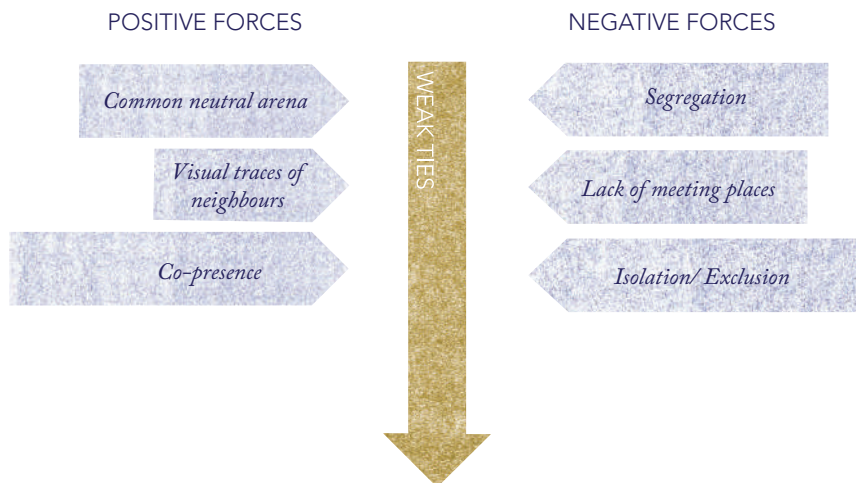 POSITIVE FORCES
NEGATIVE FORCES
Common neutral arena
Visual traces of
neighbours
Co-presence
WEAK TIES
Segregation
Lack of meeting places
Isolation/ Exclusion